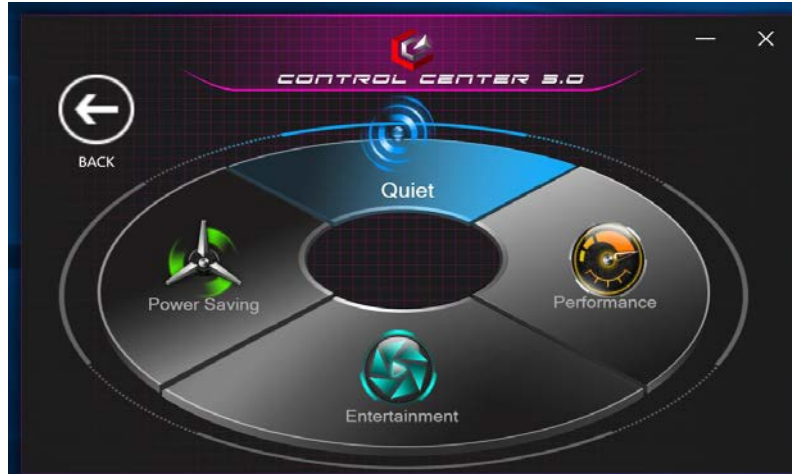 CONTROL CENTER 3.0
BACK
Quiet
Power Saving
Performance
Entertainment